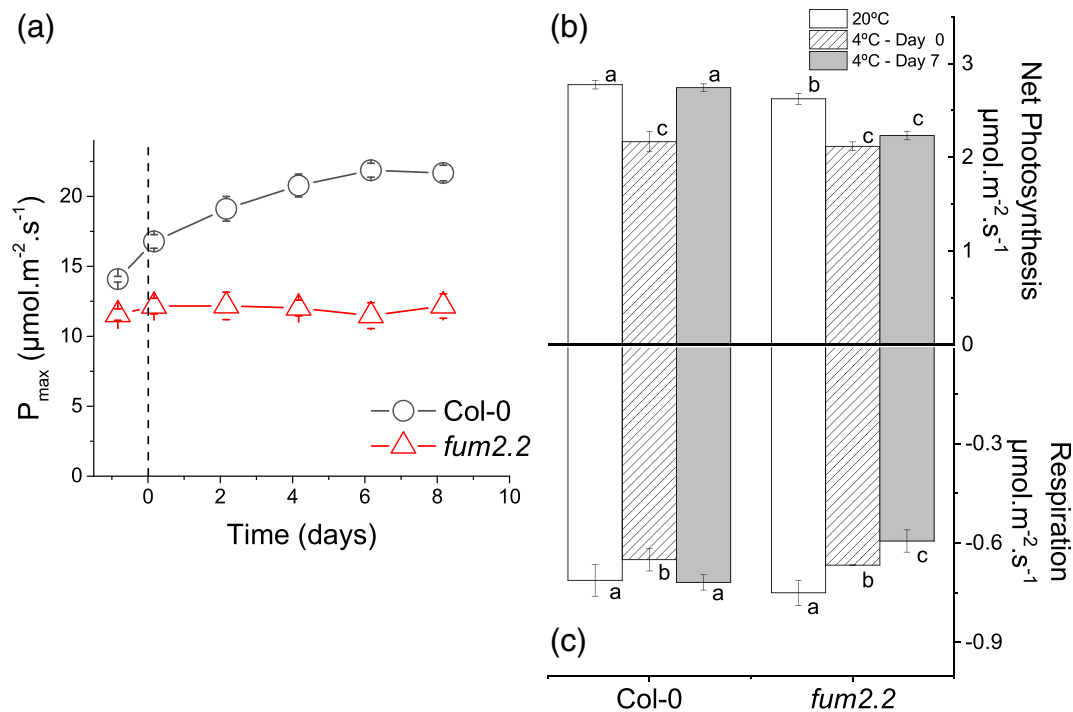 (a)
20
15
10
5
0
P_max (µmol.m⁻².s⁻¹)
0
2
4
6
8
10
Time (days)
Col-0
fum2.2
(b)
20ºC
4ºC - Day 0
4ºC - Day 7
a
c
a
b
c
c
3
2
1
0
Net Photosynthesis
µmol.m⁻².s⁻¹
a
b
a
a
b
c
-0.3
-0.6
-0.9
Respiration
µmol.m⁻².s⁻¹
(c)
Col-0
fum2.2